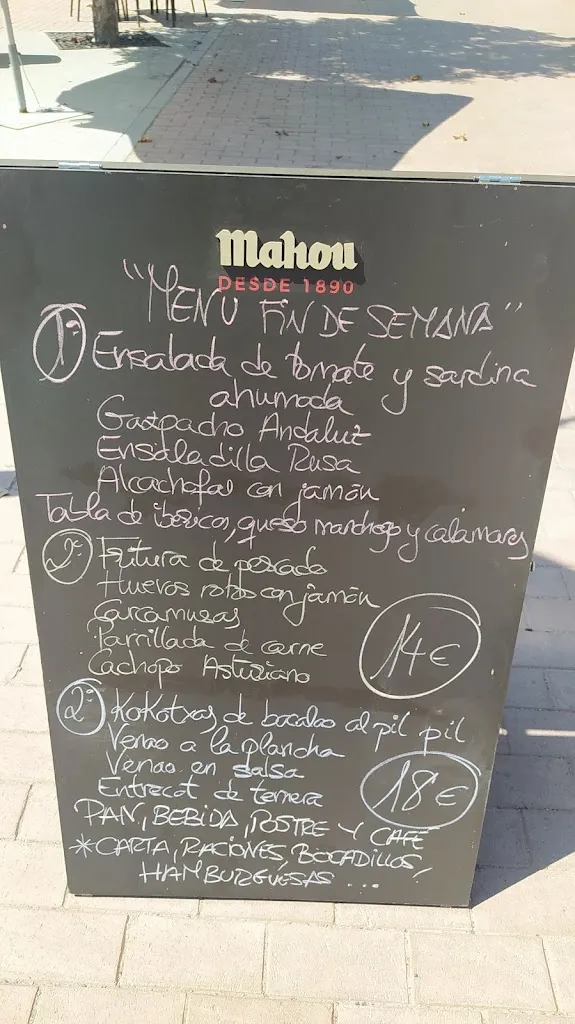 Mahou
DESDE 1890
"MENU FIN DE SEMANA"
1º Ensalada de tomate y sardina
ahumada
Gazpacho Andaluz
Ensaladilla Rusa
Alcachofas con jamón
Tabla de ibéricos, queso manchego y calamares
2º Fritura de pescado
Huevos rotos con jamón
Carcamusas
Parrillada de carne
Cachopo Asturiano
14€
2º Kokotxas de bacalao al pil pil
Venao a la plancha
Venao en salsa
Entrecot de ternera
18€
PAN, BEBIDA, POSTRE Y CAFE
*CARTA, RACIONES, BOCADILLOS,
HAMBURGUESAS ...